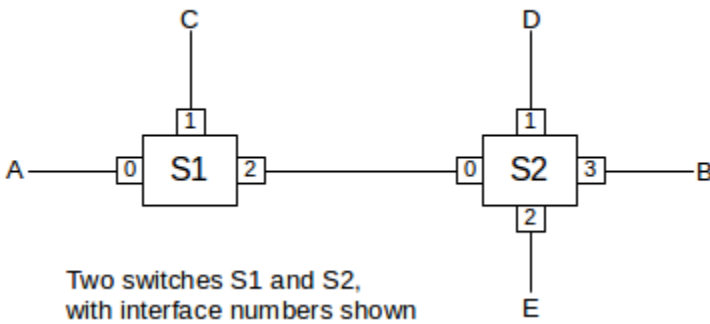 C D
1 1
A 0 S1 2 0 S2 3 B
2
Two switches S1 and S2,
with interface numbers shown E